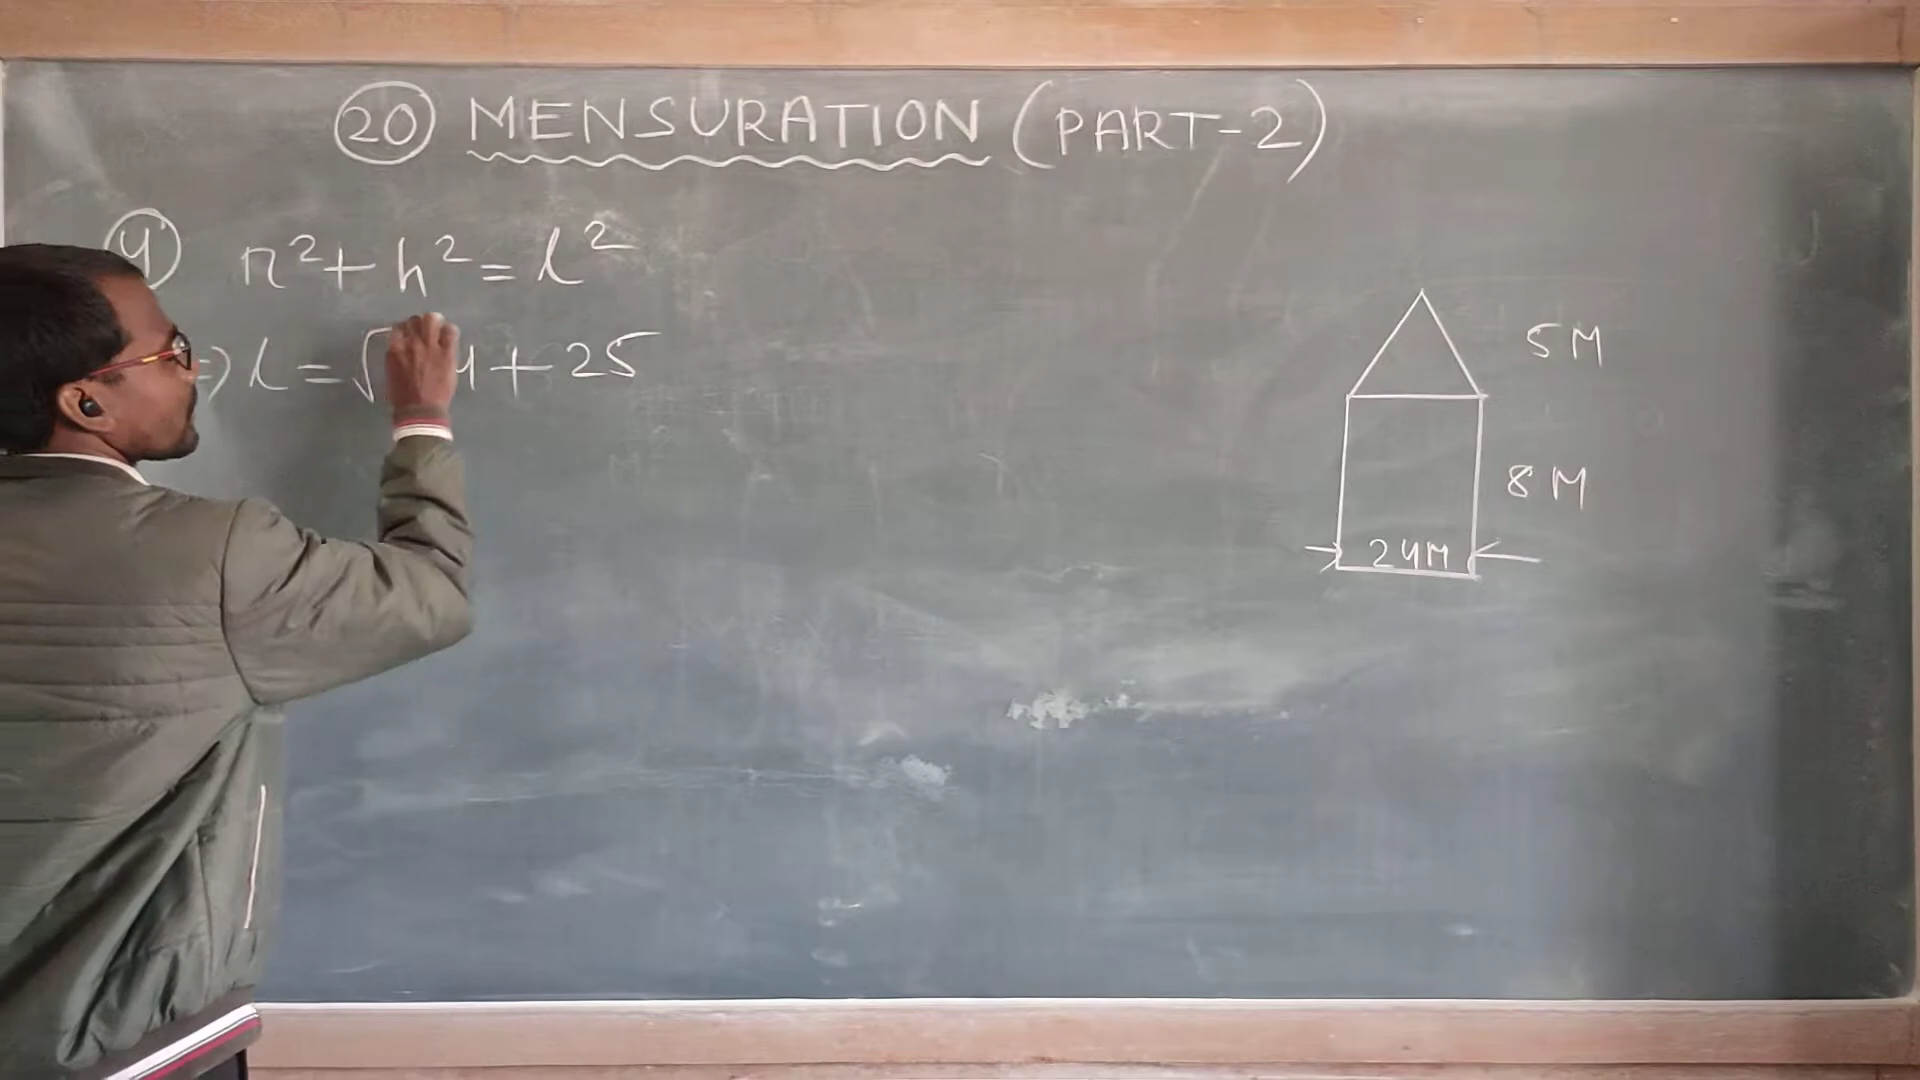 20 MENSURATION (PART-2)
4 r² + h² = l²
⇒ l = √ 4 + 25
5M
8M
24M